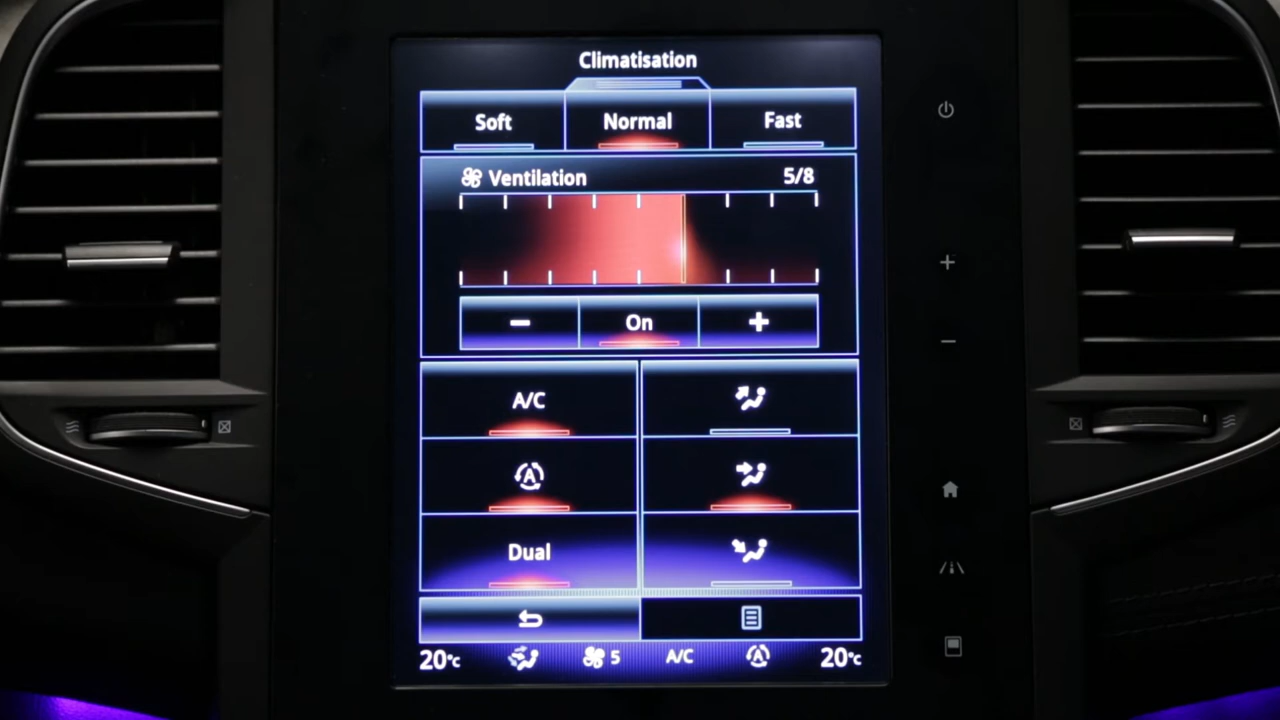 Climatisation
Soft Normal Fast
Ventilation 5/8
- On +
A/C
A
Dual
20°c 5 A/C A 20°c